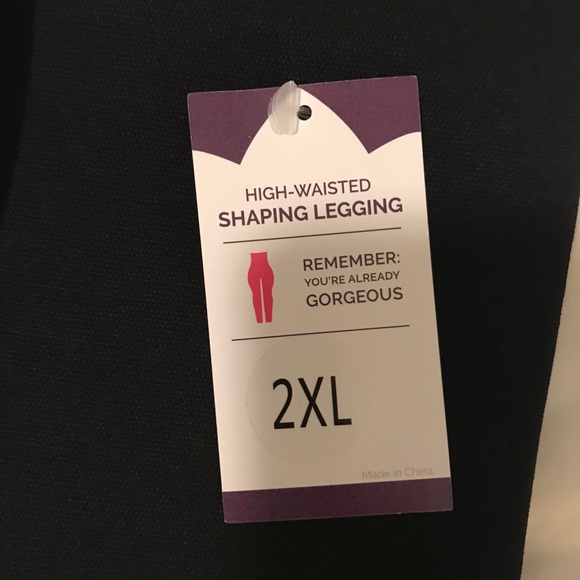 HIGH-WAISTED
SHAPING LEGGING
REMEMBER:
YOU'RE ALREADY
GORGEOUS
2XL
Made in China